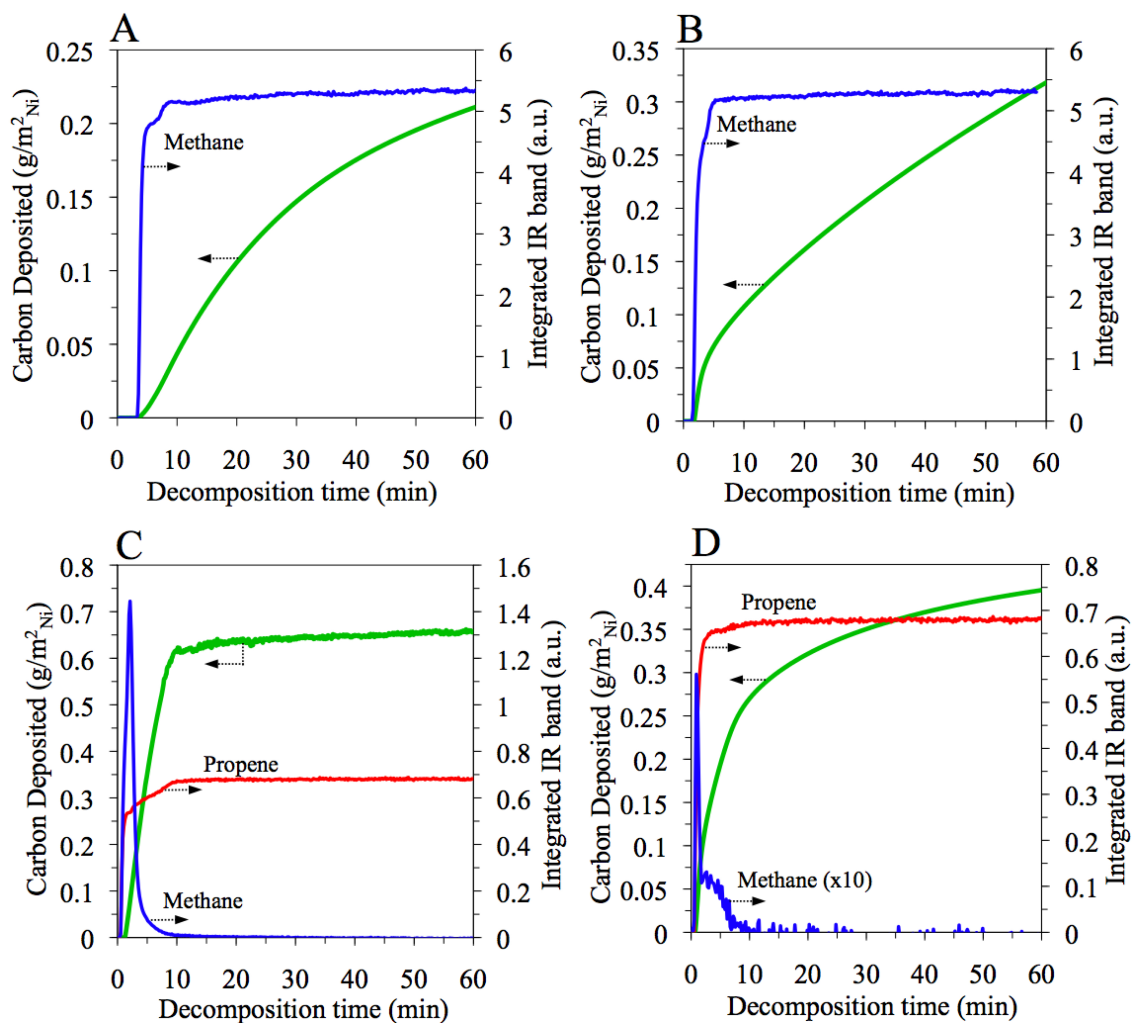 A
Carbon Deposited (g/m²Ni)
0.25
0.2
0.15
0.1
0.05
0
6
5
4
3
2
1
0
Integrated IR band (a.u.)
Methane
0 10 20 30 40 50 60
Decomposition time (min)
B
Carbon Deposited (g/m²Ni)
0.35
0.3
0.25
0.2
0.15
0.1
0.05
0
6
5
4
3
2
1
0
Integrated IR band (a.u.)
Methane
0 10 20 30 40 50 60
Decomposition time (min)
C
Carbon Deposited (g/m²Ni)
0.8
0.7
0.6
0.5
0.4
0.3
0.2
0.1
0
1.6
1.4
1.2
1
0.8
0.6
0.4
0.2
0
Integrated IR band (a.u.)
Propene
Methane
0 10 20 30 40 50 60
Decomposition time (min)
D
Carbon Deposited (g/m²Ni)
0.4
0.35
0.3
0.25
0.2
0.15
0.1
0.05
0
0.8
0.7
0.6
0.5
0.4
0.3
0.2
0.1
0
Integrated IR band (a.u.)
Propene
Methane (x10)
0 10 20 30 40 50 60
Decomposition time (min)